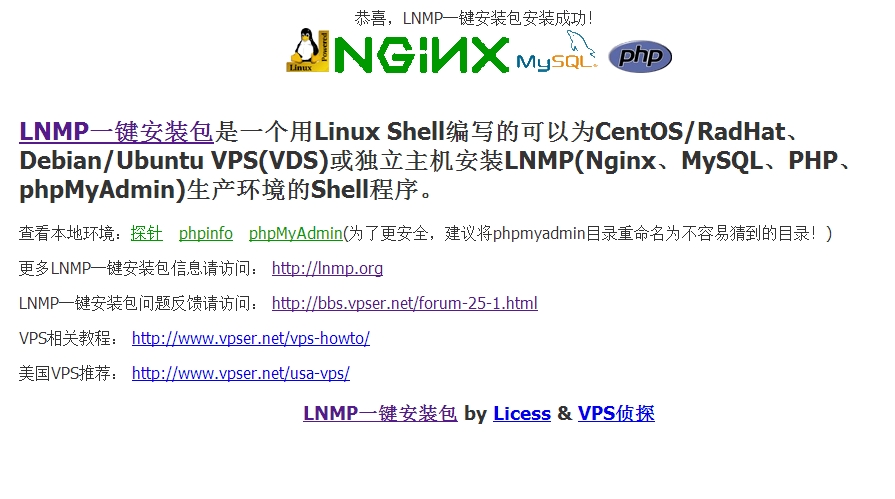 恭喜，LNMP一键安装包安装成功！
Linux Powered NGiNX MySQL. php
LNMP一键安装包是一个用Linux Shell编写的可以为CentOS/RadHat、
Debian/Ubuntu VPS(VDS)或独立主机安装LNMP(Nginx、MySQL、PHP、
phpMyAdmin)生产环境的Shell程序。
查看本地环境：探针 phpinfo phpMyAdmin(为了更安全，建议将phpmyadmin目录重命名为不容易猜到的目录！)
更多LNMP一键安装包信息请访问： http://lnmp.org
LNMP一键安装包问题反馈请访问： http://bbs.vpser.net/forum-25-1.html
VPS相关教程： http://www.vpser.net/vps-howto/
美国VPS推荐： http://www.vpser.net/usa-vps/
LNMP一键安装包 by Licess & VPS侦探